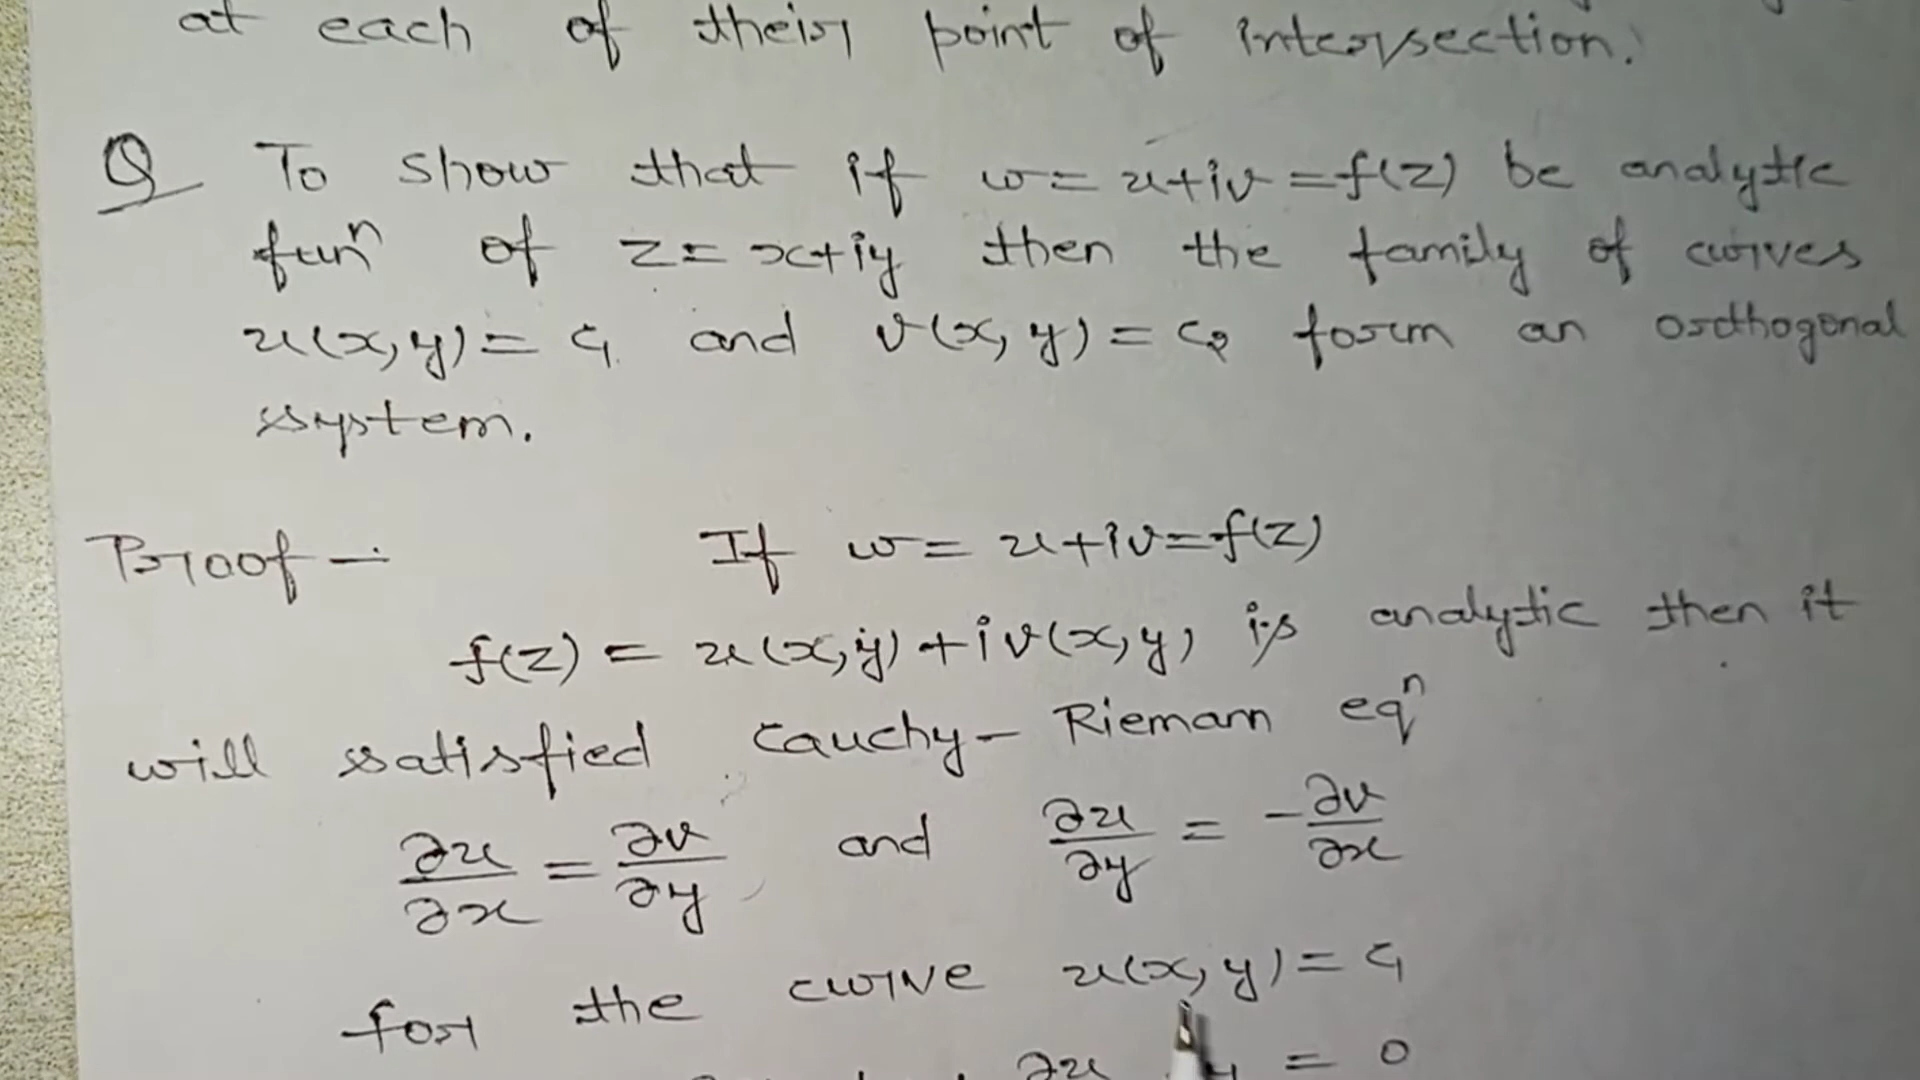 at each of their point of intersection.
Q To show that if w = u+iv = f(z) be analytic
funⁿ of z = x+iy then the family of curves
u(x,y) = c₁ and v(x,y) = c₂ form an orthogonal
system.
Proof — If w = u+iv = f(z)
f(z) = u(x,y) + iv(x,y) is analytic then it
will satisfied Cauchy - Riemann eqⁿ
∂u/∂x = ∂v/∂y and ∂u/∂y = -∂v/∂x
for the curve u(x,y) = c₁
∂u = 0